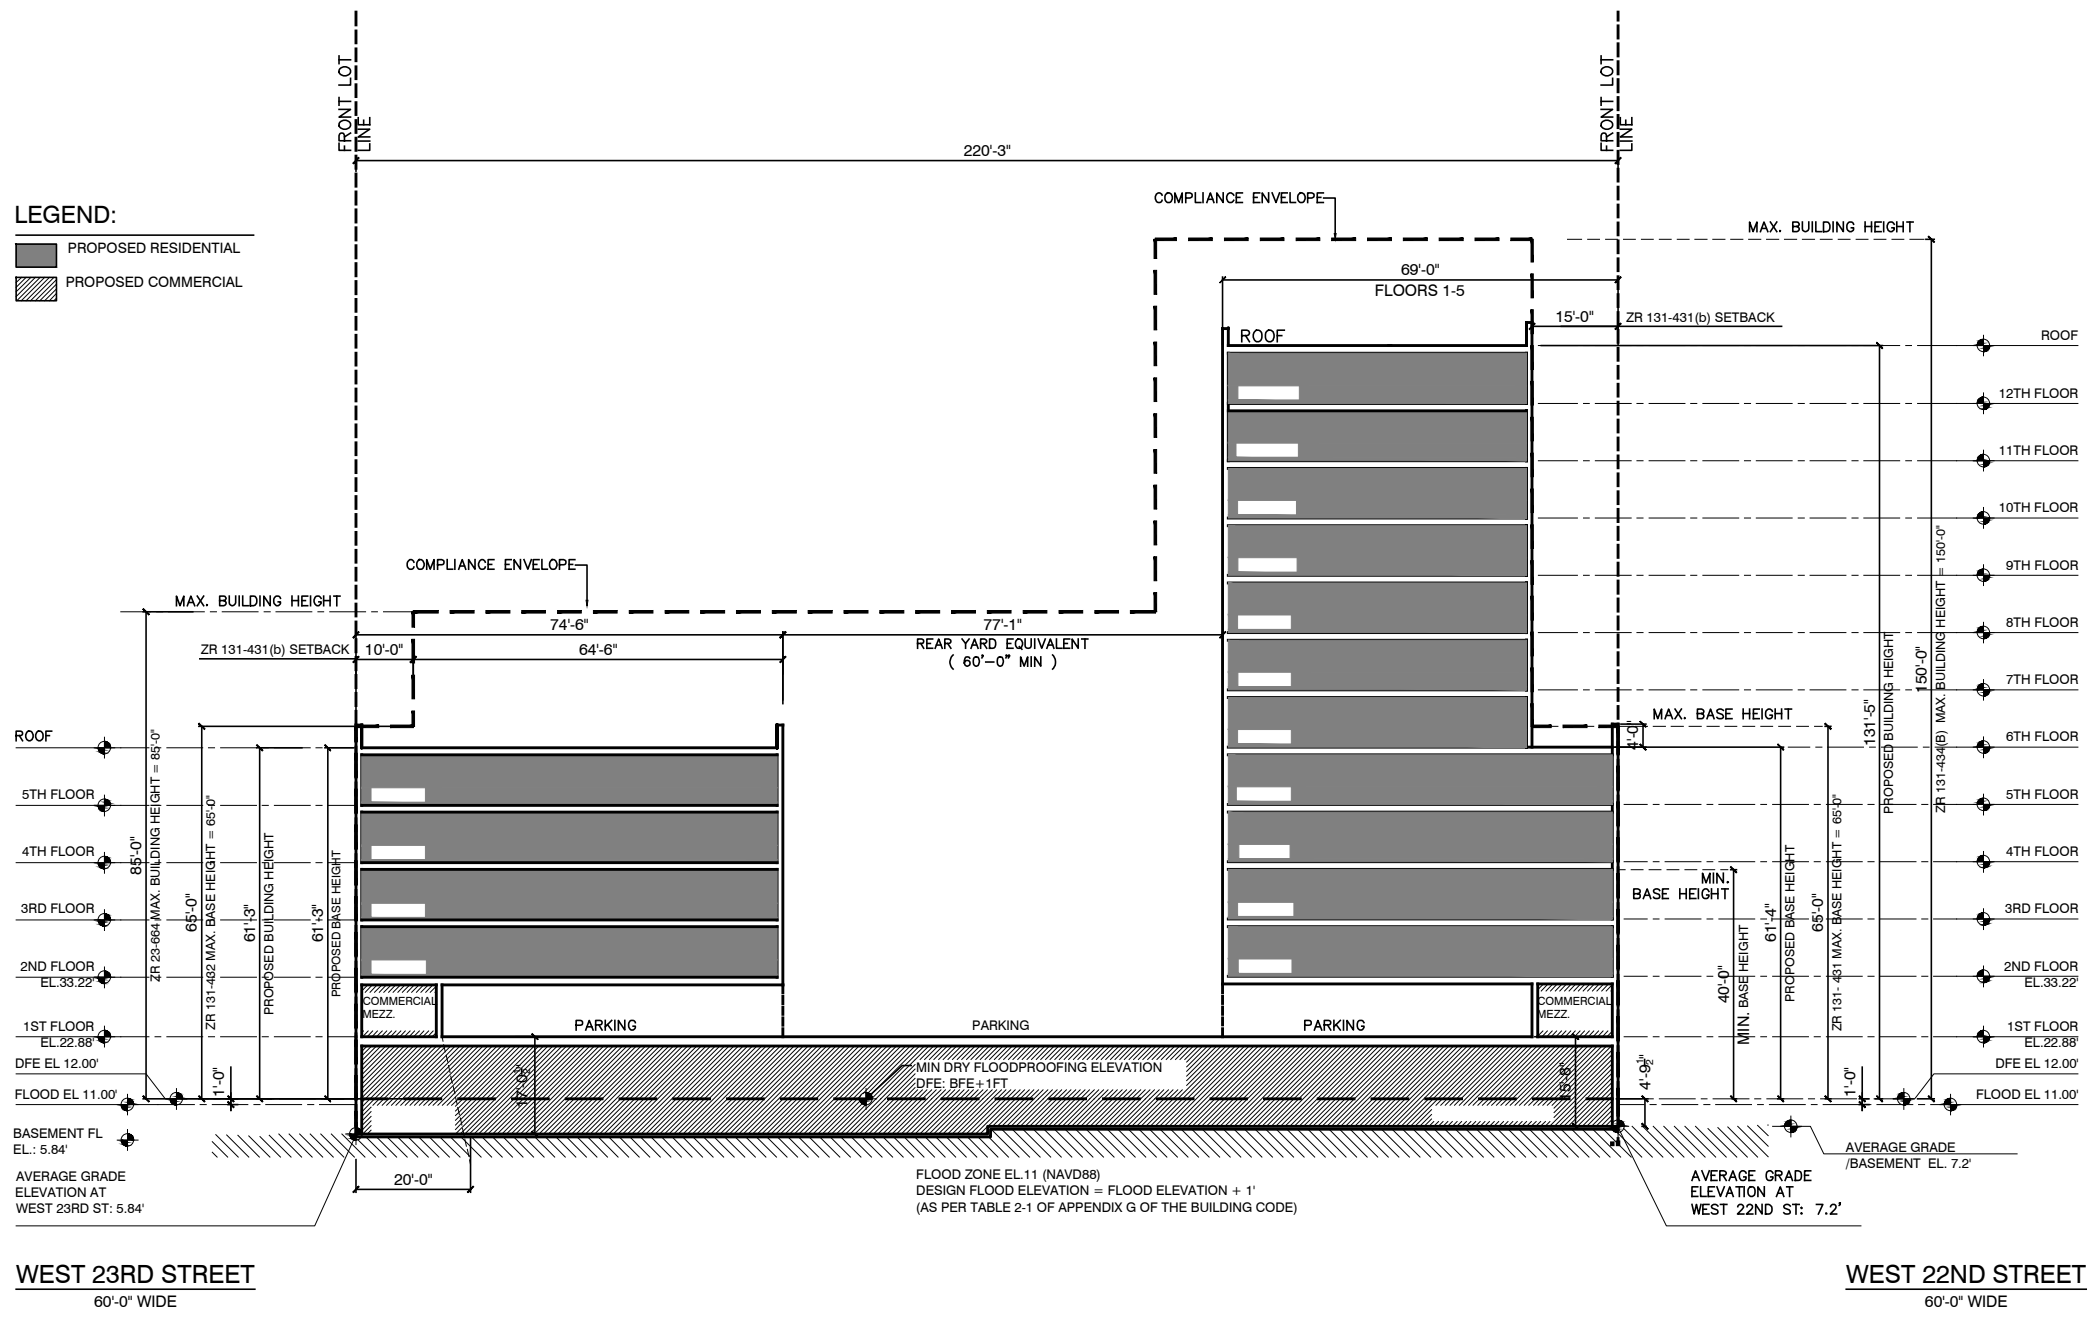 FRONT LOT
LINE
FRONT LOT
LINE
220'-3"
COMPLIANCE ENVELOPE
LEGEND:
PROPOSED RESIDENTIAL
PROPOSED COMMERCIAL
MAX. BUILDING HEIGHT
69'-0"
FLOORS 1-5
15'-0"
ZR 131-431(b) SETBACK
ROOF
ROOF
12TH FLOOR
11TH FLOOR
10TH FLOOR
9TH FLOOR
8TH FLOOR
7TH FLOOR
6TH FLOOR
5TH FLOOR
4TH FLOOR
3RD FLOOR
2ND FLOOR
EL.33.22'
1ST FLOOR
EL.22.88'
DFE EL 12.00'
FLOOD EL 11.00'
COMPLIANCE ENVELOPE
MAX. BUILDING HEIGHT
74'-6"
77'-1"
REAR YARD EQUIVALENT
( 60'-0" MIN )
ZR 131-431(b) SETBACK
10'-0"
64'-6"
ROOF
5TH FLOOR
4TH FLOOR
3RD FLOOR
2ND FLOOR
EL.33.22'
1ST FLOOR
EL.22.88'
DFE EL 12.00'
FLOOD EL 11.00'
BASEMENT FL
EL.: 5.84'
AVERAGE GRADE
ELEVATION AT
WEST 23RD ST: 5.84'
85'-0"
ZR 23-664 MAX. BUILDING HEIGHT = 85'-0"
65'-0"
ZR 131-432 MAX. BASE HEIGHT = 65'-0"
61'-3"
PROPOSED BUILDING HEIGHT
61'-3"
PROPOSED BASE HEIGHT
1'-0"
COMMERCIAL
MEZZ.
PARKING
PARKING
PARKING
COMMERCIAL
MEZZ.
17'-0½"
MIN DRY FLOODPROOFING ELEVATION
DFE: BFE+1FT
15'-8"
4'-9½"
20'-0"
FLOOD ZONE EL.11 (NAVD88)
DESIGN FLOOD ELEVATION = FLOOD ELEVATION + 1'
(AS PER TABLE 2-1 OF APPENDIX G OF THE BUILDING CODE)
MAX. BASE HEIGHT
4'-0"
MIN.
BASE HEIGHT
40'-0"
MIN. BASE HEIGHT
61'-4"
PROPOSED BASE HEIGHT
65'-0"
ZR 131- 431 MAX. BASE HEIGHT = 65'-0"
131'-5"
PROPOSED BUILDING HEIGHT
150'-0"
ZR 131-434(B) MAX. BUILDING HEIGHT = 150'-0"
1'-0"
AVERAGE GRADE
/BASEMENT EL. 7.2'
AVERAGE GRADE
ELEVATION AT
WEST 22ND ST: 7.2'
WEST 23RD STREET
60'-0" WIDE
WEST 22ND STREET
60'-0" WIDE